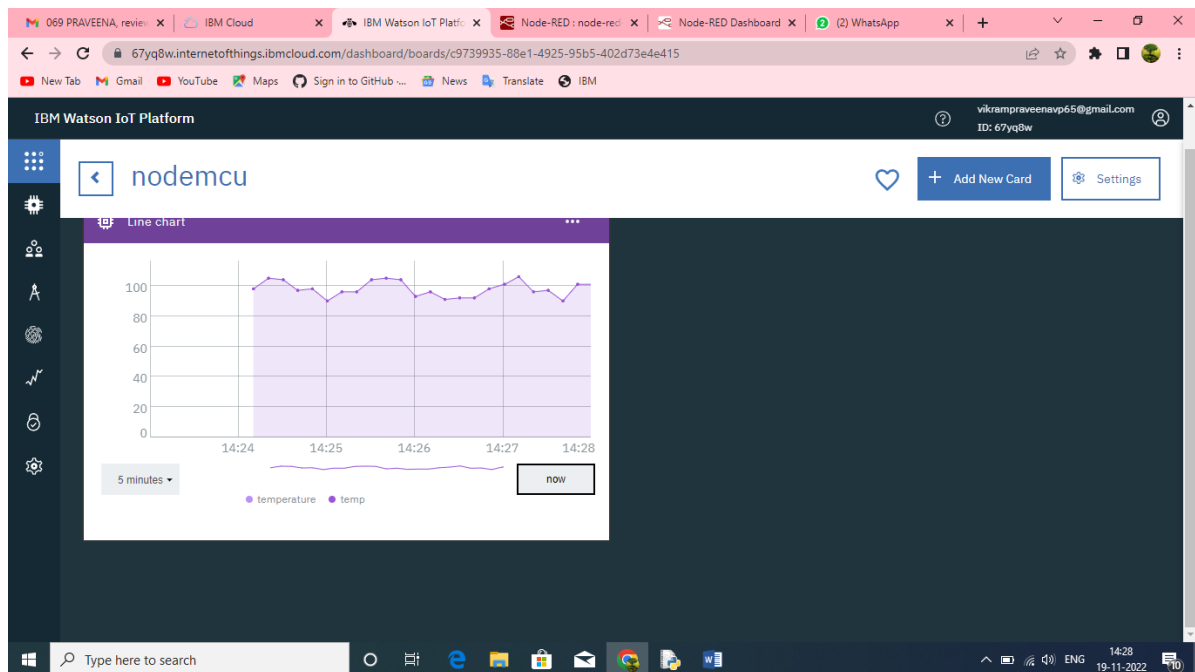 069 PRAVEENA, review
IBM Cloud
IBM Watson IoT Platfo
Node-RED : node-red
Node-RED Dashboard
(2) WhatsApp
67yq8w.internetofthings.ibmcloud.com/dashboard/boards/c9739935-88e1-4925-95b5-402d73e4e415
New Tab
Gmail
YouTube
Maps
Sign in to GitHub ·...
News
Translate
IBM
IBM Watson IoT Platform
vikrampraveenavp65@gmail.com
ID: 67yq8w
nodemcu
+ Add New Card
Settings
Line chart
100
80
60
40
20
0
14:24 14:25 14:26 14:27 14:28
5 minutes
now
temperature temp
Type here to search
ENG
14:28
19-11-2022
10